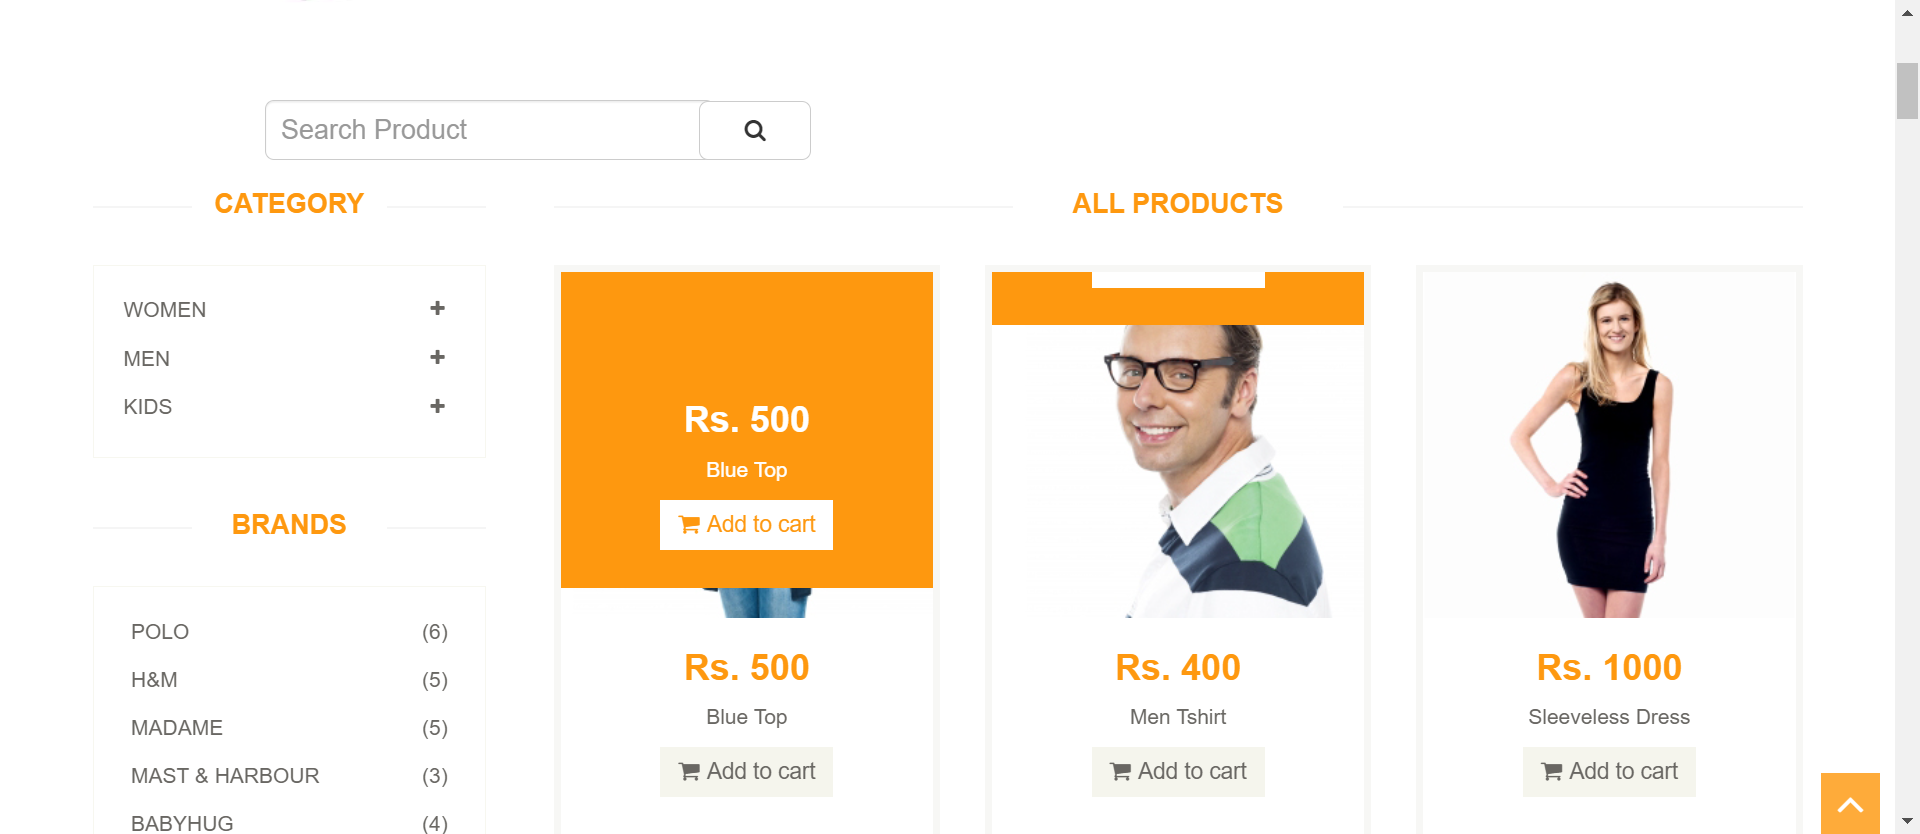 Search Product
CATEGORY
WOMEN
MEN
KIDS
BRANDS
POLO (6)
H&M (5)
MADAME (5)
MAST & HARBOUR (3)
BABYHUG (4)
ALL PRODUCTS
Rs. 500
Blue Top
Add to cart
Rs. 500
Blue Top
Add to cart
Rs. 400
Men Tshirt
Add to cart
Rs. 1000
Sleeveless Dress
Add to cart